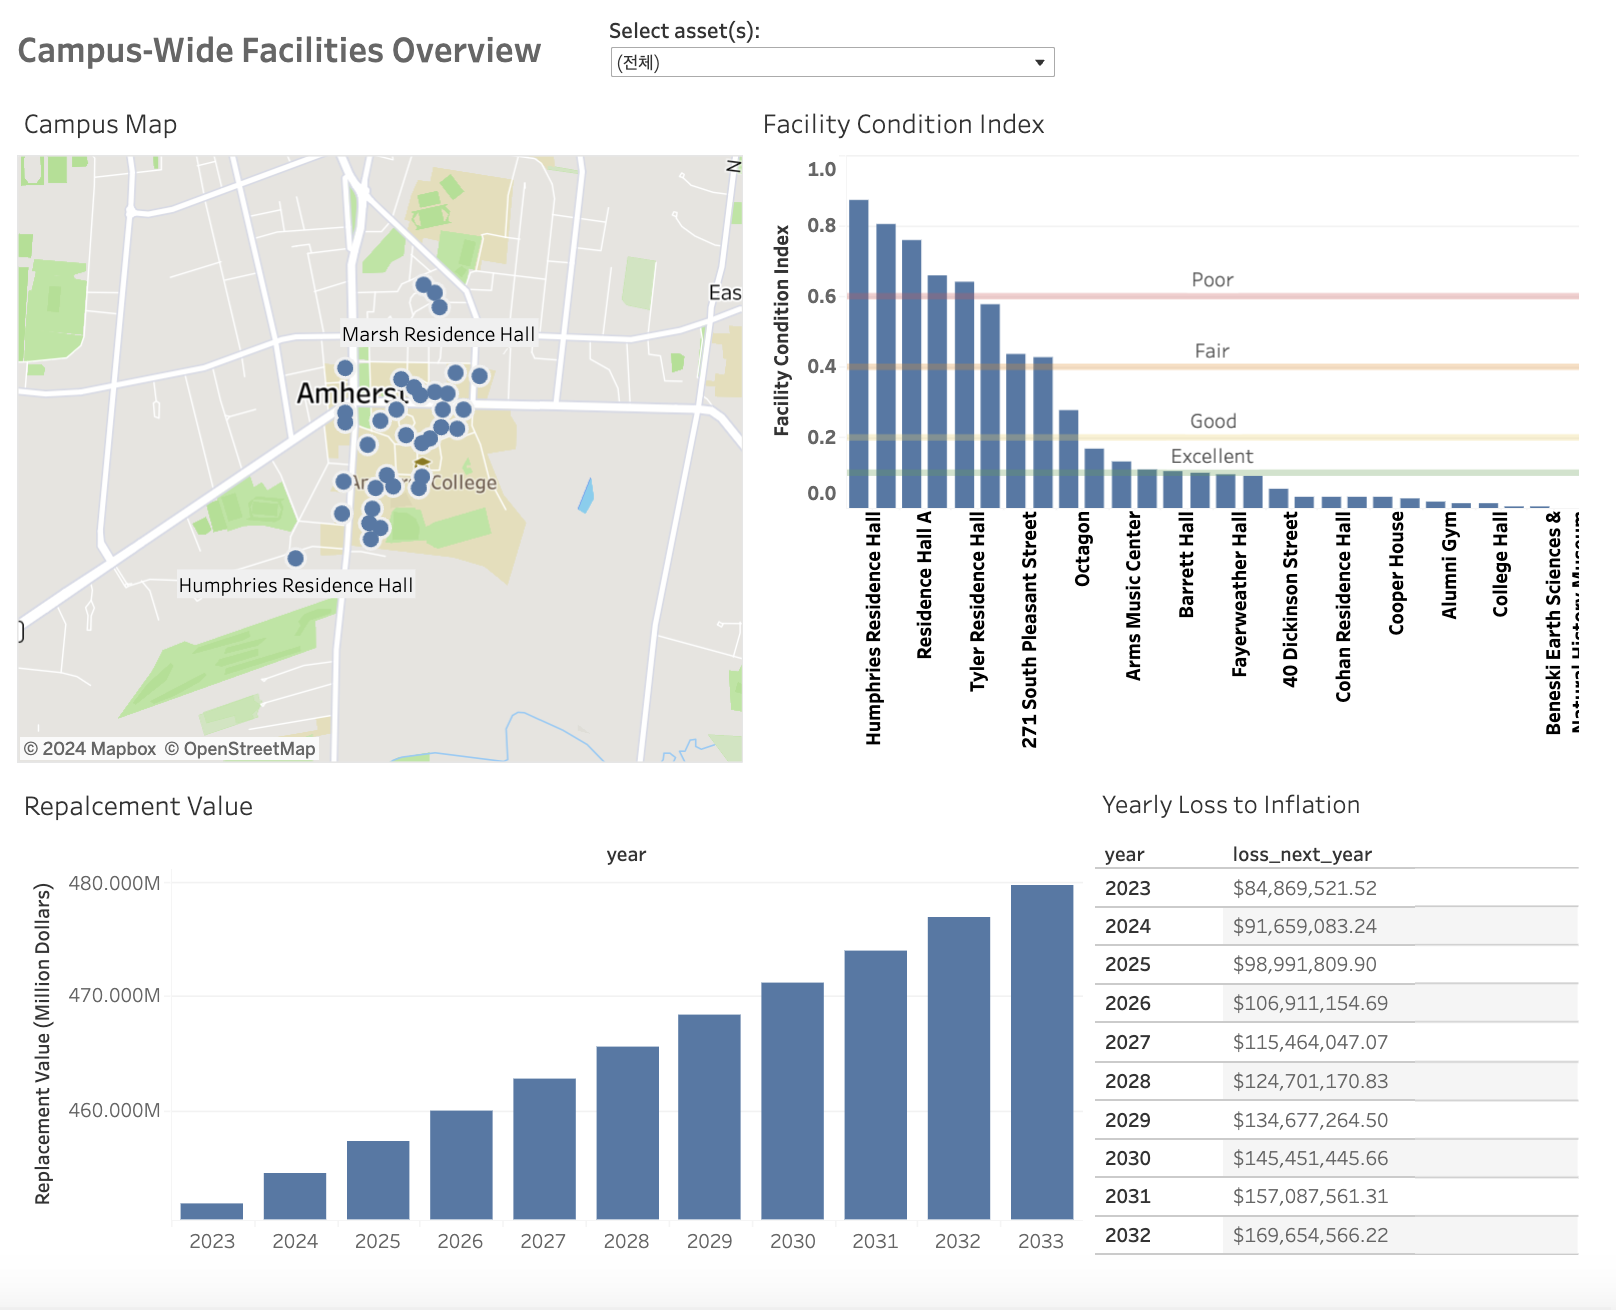 Campus-Wide Facilities Overview
Select asset(s):
(전체)
Campus Map
N
Eas
Marsh Residence Hall
Amherst
College
Humphries Residence Hall
© 2024 Mapbox © OpenStreetMap
Facility Condition Index
Facility Condition Index
1.0
0.8
0.6
0.4
0.2
0.0
Poor
Fair
Good
Excellent
Humphries Residence Hall
Residence Hall A
Tyler Residence Hall
271 South Pleasant Street
Octagon
Arms Music Center
Barrett Hall
Fayerweather Hall
40 Dickinson Street
Cohan Residence Hall
Cooper House
Alumni Gym
College Hall
Beneski Earth Sciences &
Natural History Museum
Repalcement Value
year
Replacement Value (Million Dollars)
480.000M
470.000M
460.000M
2023 2024 2025 2026 2027 2028 2029 2030 2031 2032 2033
Yearly Loss to Inflation
year loss_next_year
2023 $84,869,521.52
2024 $91,659,083.24
2025 $98,991,809.90
2026 $106,911,154.69
2027 $115,464,047.07
2028 $124,701,170.83
2029 $134,677,264.50
2030 $145,451,445.66
2031 $157,087,561.31
2032 $169,654,566.22